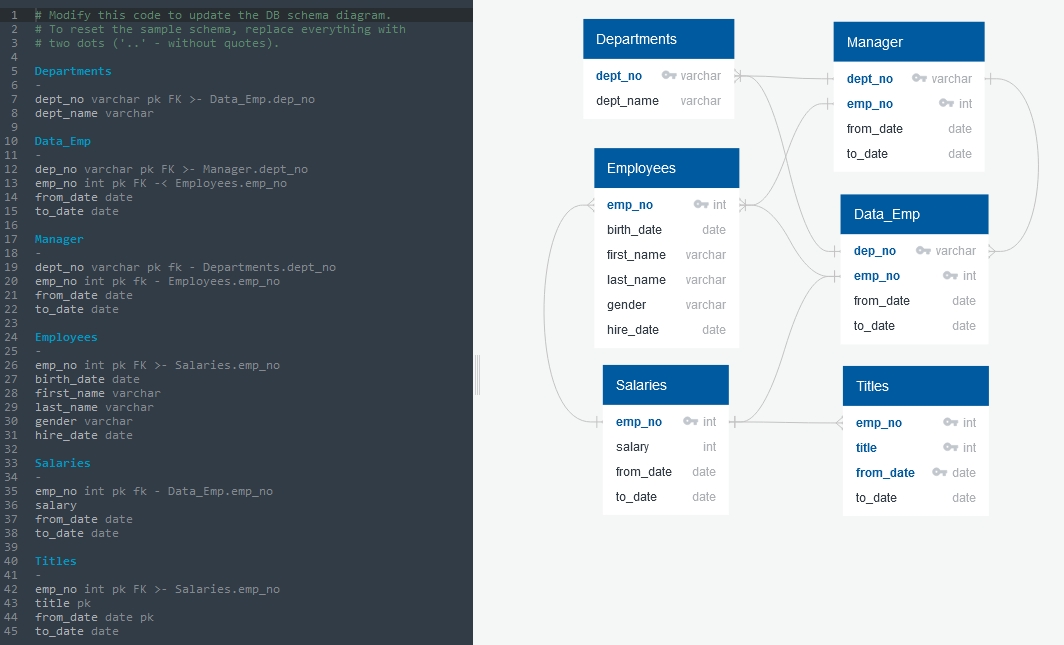 1 # Modify this code to update the DB schema diagram.
2 # To reset the sample schema, replace everything with
3 # two dots ('..' - without quotes).
4
5 Departments
6 -
7 dept_no varchar pk FK >- Data_Emp.dep_no
8 dept_name varchar
9
10 Data_Emp
11 -
12 dep_no varchar pk FK >- Manager.dept_no
13 emp_no int pk FK -< Employees.emp_no
14 from_date date
15 to_date date
16
17 Manager
18 -
19 dept_no varchar pk fk - Departments.dept_no
20 emp_no int pk fk - Employees.emp_no
21 from_date date
22 to_date date
23
24 Employees
25 -
26 emp_no int pk FK >- Salaries.emp_no
27 birth_date date
28 first_name varchar
29 last_name varchar
30 gender varchar
31 hire_date date
32
33 Salaries
34 -
35 emp_no int pk fk - Data_Emp.emp_no
36 salary
37 from_date date
38 to_date date
39
40 Titles
41 -
42 emp_no int pk FK >- Salaries.emp_no
43 title pk
44 from_date date pk
45 to_date date
Departments
dept_no varchar
dept_name varchar
Manager
dept_no varchar
emp_no int
from_date date
to_date date
Employees
emp_no int
birth_date date
first_name varchar
last_name varchar
gender varchar
hire_date date
Data_Emp
dep_no varchar
emp_no int
from_date date
to_date date
Salaries
emp_no int
salary int
from_date date
to_date date
Titles
emp_no int
title int
from_date date
to_date date